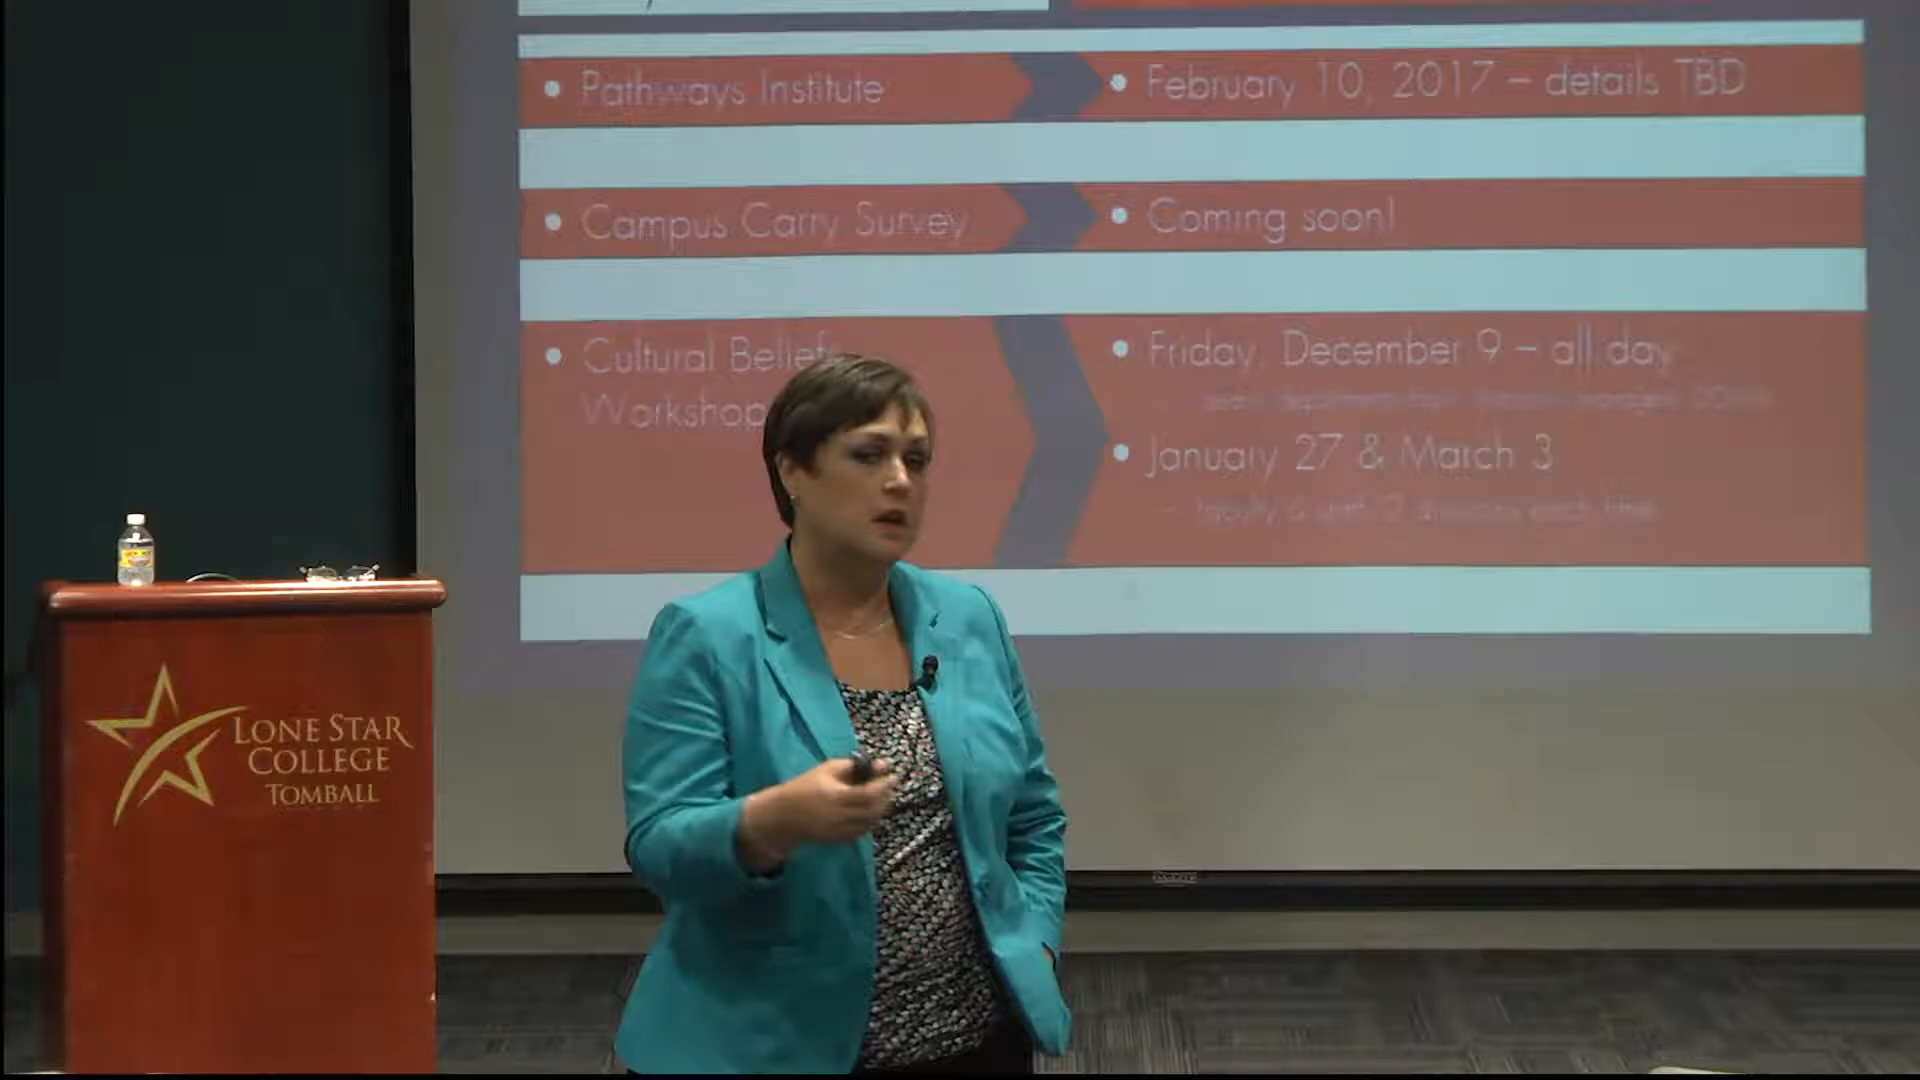 Pathways Institute
February 10, 2017 – details TBD
Campus Carry Survey
Coming soon!
Cultural Beliefs
Workshop
Friday, December 9 – all day
January 27 & March 3
LONE STAR
COLLEGE
TOMBALL